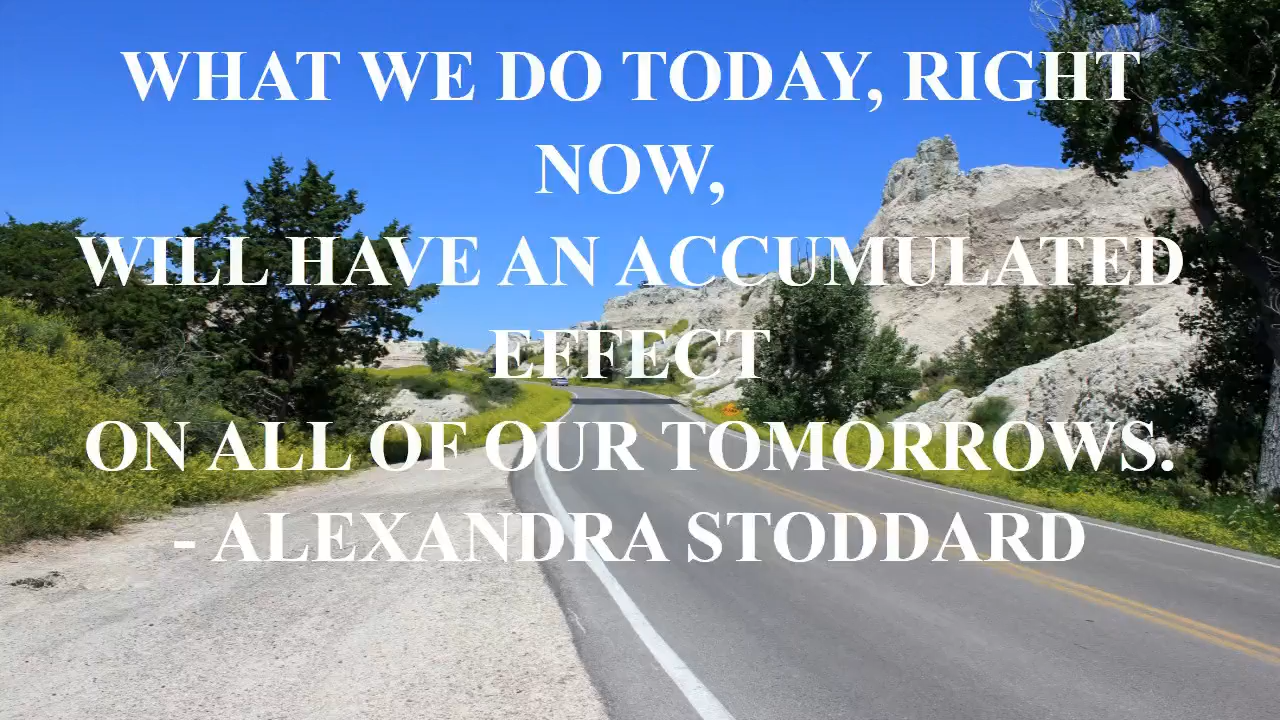 WHAT WE DO TODAY, RIGHT
NOW,
WILL HAVE AN ACCUMULATED
EFFECT
ON ALL OF OUR TOMORROWS.
- ALEXANDRA STODDARD